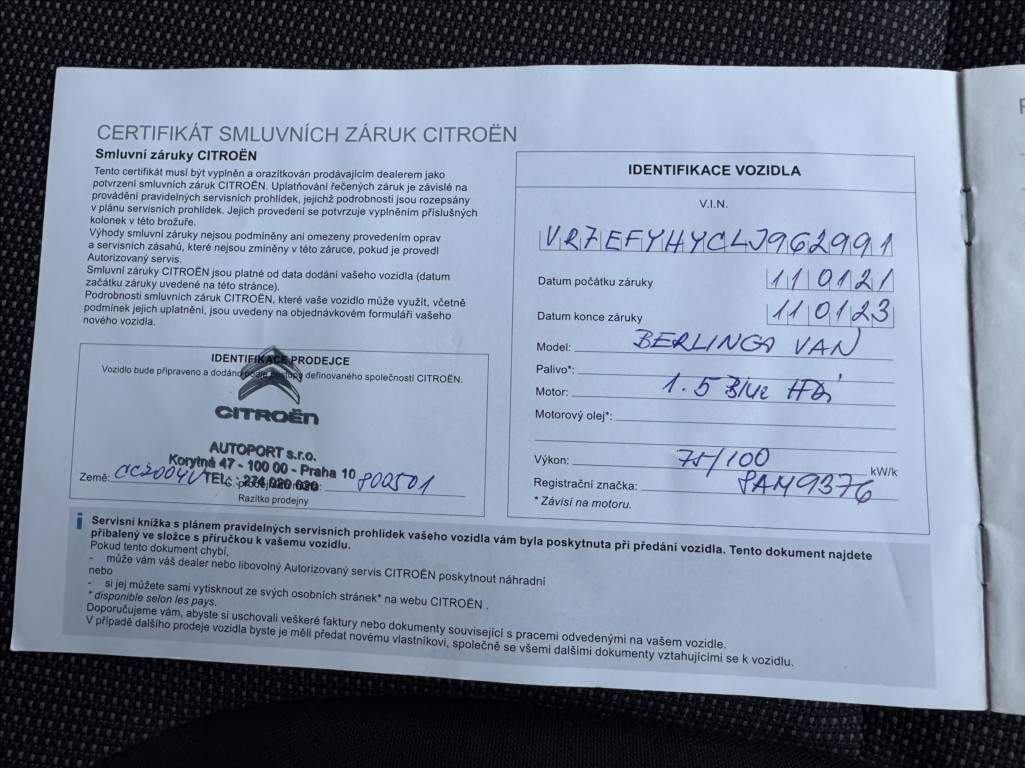 CERTIFIKÁT SMLUVNÍCH ZÁRUK CITROËN
Smluvní záruky CITROËN
Tento certifikát musí být vyplněn a orazítkován prodávajícím dealerem jako
potvrzení smluvních záruk CITROËN. Uplatňování řečených záruk je závislé na
provádění pravidelných servisních prohlídek, jejichž podrobnosti jsou rozepsány
v plánu servisních prohlídek. Jejich provedení se potvrzuje vyplněním příslušných
kolonek v této brožuře.
Výhody smluvní záruky nejsou podmíněny ani omezeny provedením oprav
a servisních zásahů, které nejsou zmíněny v této záruce, pokud je provedl
Autorizovaný servis.
Smluvní záruky CITROËN jsou platné od data dodání vašeho vozidla (datum
začátku záruky uvedené na této stránce).
Podrobnosti smluvních záruk CITROËN, které vaše vozidlo může využít, včetně
podmínek jejich uplatnění, jsou uvedeny na objednávkovém formuláři vašeho
nového vozidla.
IDENTIFIKACE PRODEJCE
Vozidlo bude připraveno a dodáno podle postupu definovaného společností CITROËN.
CITROËN
AUTOPORT s.r.o.
Korytná 47 - 100 00 - Praha 10
Země: TEL.: 800501
Razítko prodejny
IDENTIFIKACE VOZIDLA
V.I.N.
VR7EFYHYCLJ962991
Datum počátku záruky 110121
Datum konce záruky 110123
Model: BERLINGO VAN
Palivo*:
Motor: 1.5 Blue HDi
Motorový olej*:
Výkon: 75/100 kW/k
Registrační značka: 8AM9376
* Závisí na motoru.
Servisní knížka s plánem pravidelných servisních prohlídek vašeho vozidla vám byla poskytnuta při předání vozidla. Tento dokument najdete
přibalený ve složce s příručkou k vašemu vozidlu.
Pokud tento dokument chybí,
- může vám váš dealer nebo libovolný Autorizovaný servis CITROËN poskytnout náhradní
nebo
- si jej můžete sami vytisknout ze svých osobních stránek* na webu CITROËN .
* disponible selon les pays.
Doporučujeme vám, abyste si uschovali veškeré faktury nebo dokumenty související s pracemi odvedenými na vašem vozidle.
V případě dalšího prodeje vozidla byste je měli předat novému vlastníkovi, společně se všemi dalšími dokumenty vztahujícími se k vozidlu.